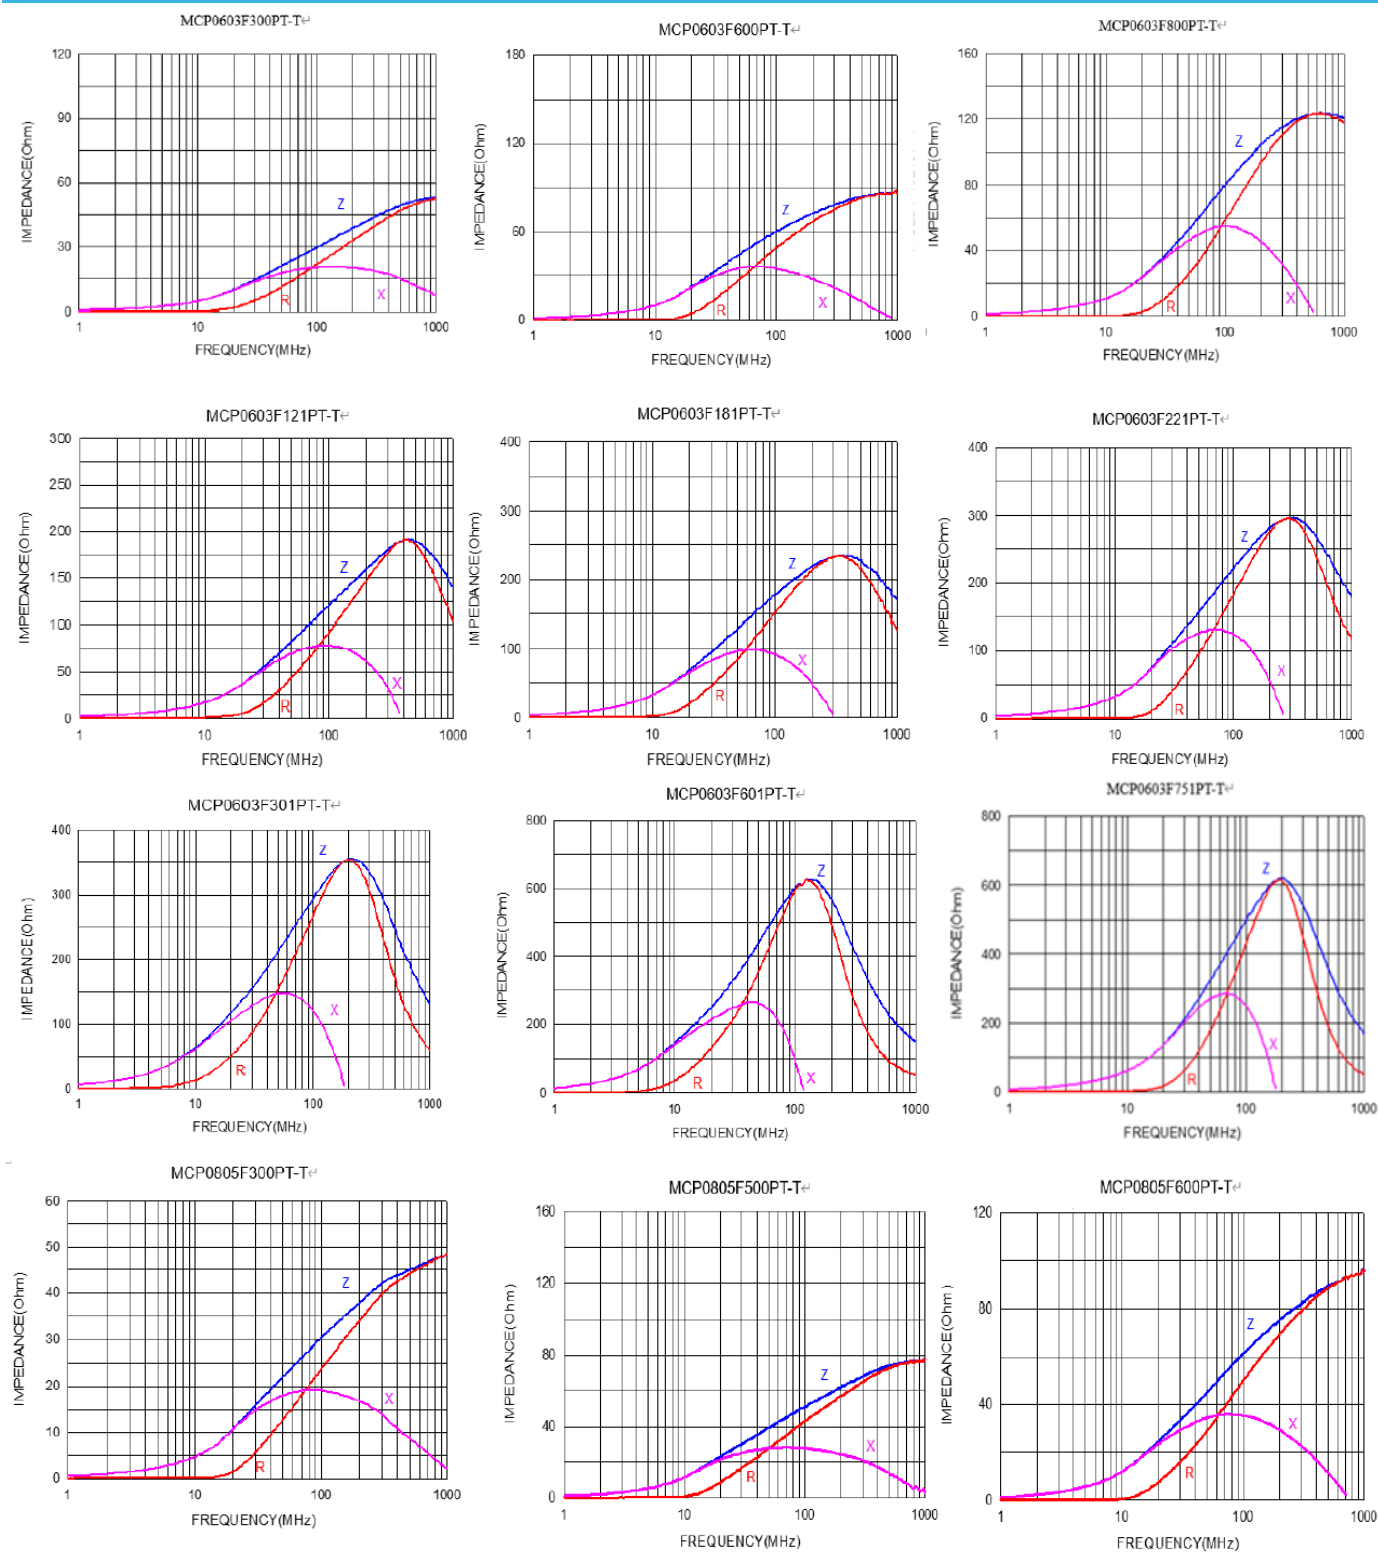 MCP0603F300PT-T↵
120
90
60
30
0
IMPEDANCE(Ohm)
Z
R
X
1 10 100 1000
FREQUENCY(MHz)
MCP0603F600PT-T↵
180
120
60
0
IMPEDANCE(Ohm)
Z
R
X
1 10 100 1000
FREQUENCY(MHz)
MCP0603F800PT-T↵
160
120
80
40
0
IMPEDANCE(Ohm)
Z
R
X
1 10 100 1000
FREQUENCY(MHz)
MCP0603F121PT-T↵
300
250
200
150
100
50
0
IMPEDANCE(Ohm)
Z
R
X
1 10 100 1000
FREQUENCY(MHz)
MCP0603F181PT-T↵
400
300
200
100
0
IMPEDANCE(Ohm)
Z
R
X
1 10 100 1000
FREQUENCY(MHz)
MCP0603F221PT-T↵
400
300
200
100
0
IMPEDANCE(Ohm)
Z
R
X
1 10 100 1000
FREQUENCY(MHz)
MCP0603F301PT-T↵
400
300
200
100
0
IMPEDANCE(Ohm)
Z
R
X
1 10 100 1000
FREQUENCY(MHz)
MCP0603F601PT-T↵
800
600
400
200
0
IMPEDANCE(Ohm)
Z
R
X
1 10 100 1000
FREQUENCY(MHz)
MCP0603F751PT-T↵
800
600
400
200
0
IMPEDANCE(Ohm)
Z
R
X
1 10 100 1000
FREQUENCY(MHz)
MCP0805F300PT-T↵
60
50
40
30
20
10
0
IMPEDANCE(Ohm)
Z
R
X
1 10 100 1000
FREQUENCY(MHz)
MCP0805F500PT-T↵
160
120
80
40
0
IMPEDANCE(Ohm)
Z
R
X
1 10 100 1000
FREQUENCY(MHz)
MCP0805F600PT-T↵
120
80
40
0
IMPEDANCE(Ohm)
Z
R
X
1 10 100 1000
FREQUENCY(MHz)